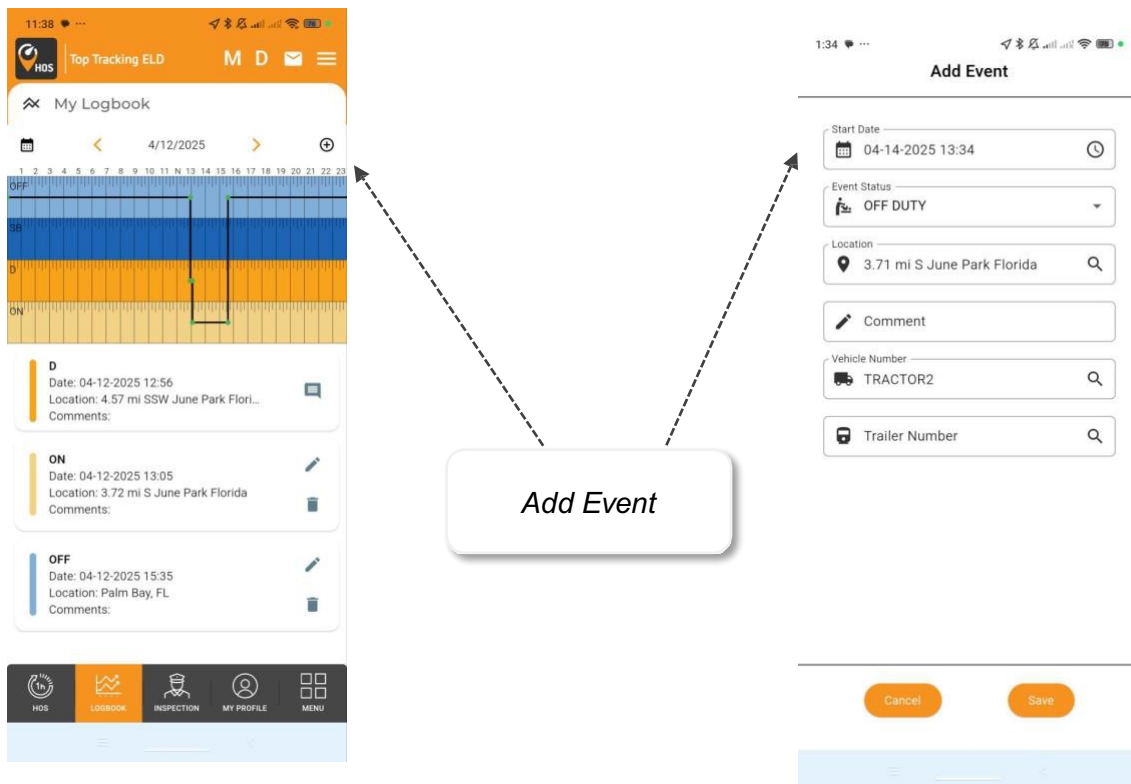 11:38 ...
76
HOS
Top Tracking ELD
M D
My Logbook
4/12/2025
1 2 3 4 5 6 7 8 9 10 11 N 13 14 15 16 17 18 19 20 21 22 23
OFF
SB
D
ON
D
Date: 04-12-2025 12:56
Location: 4.57 mi SSW June Park Flori...
Comments:
ON
Date: 04-12-2025 13:05
Location: 3.72 mi S June Park Florida
Comments:
OFF
Date: 04-12-2025 15:35
Location: Palm Bay, FL
Comments:
1h
HOS
LOGBOOK
INSPECTION
MY PROFILE
MENU
Add Event
1:34 ...
Add Event
Start Date
04-14-2025 13:34
Event Status
OFF DUTY
Location
3.71 mi S June Park Florida
Comment
Vehicle Number
TRACTOR2
Trailer Number
Cancel
Save